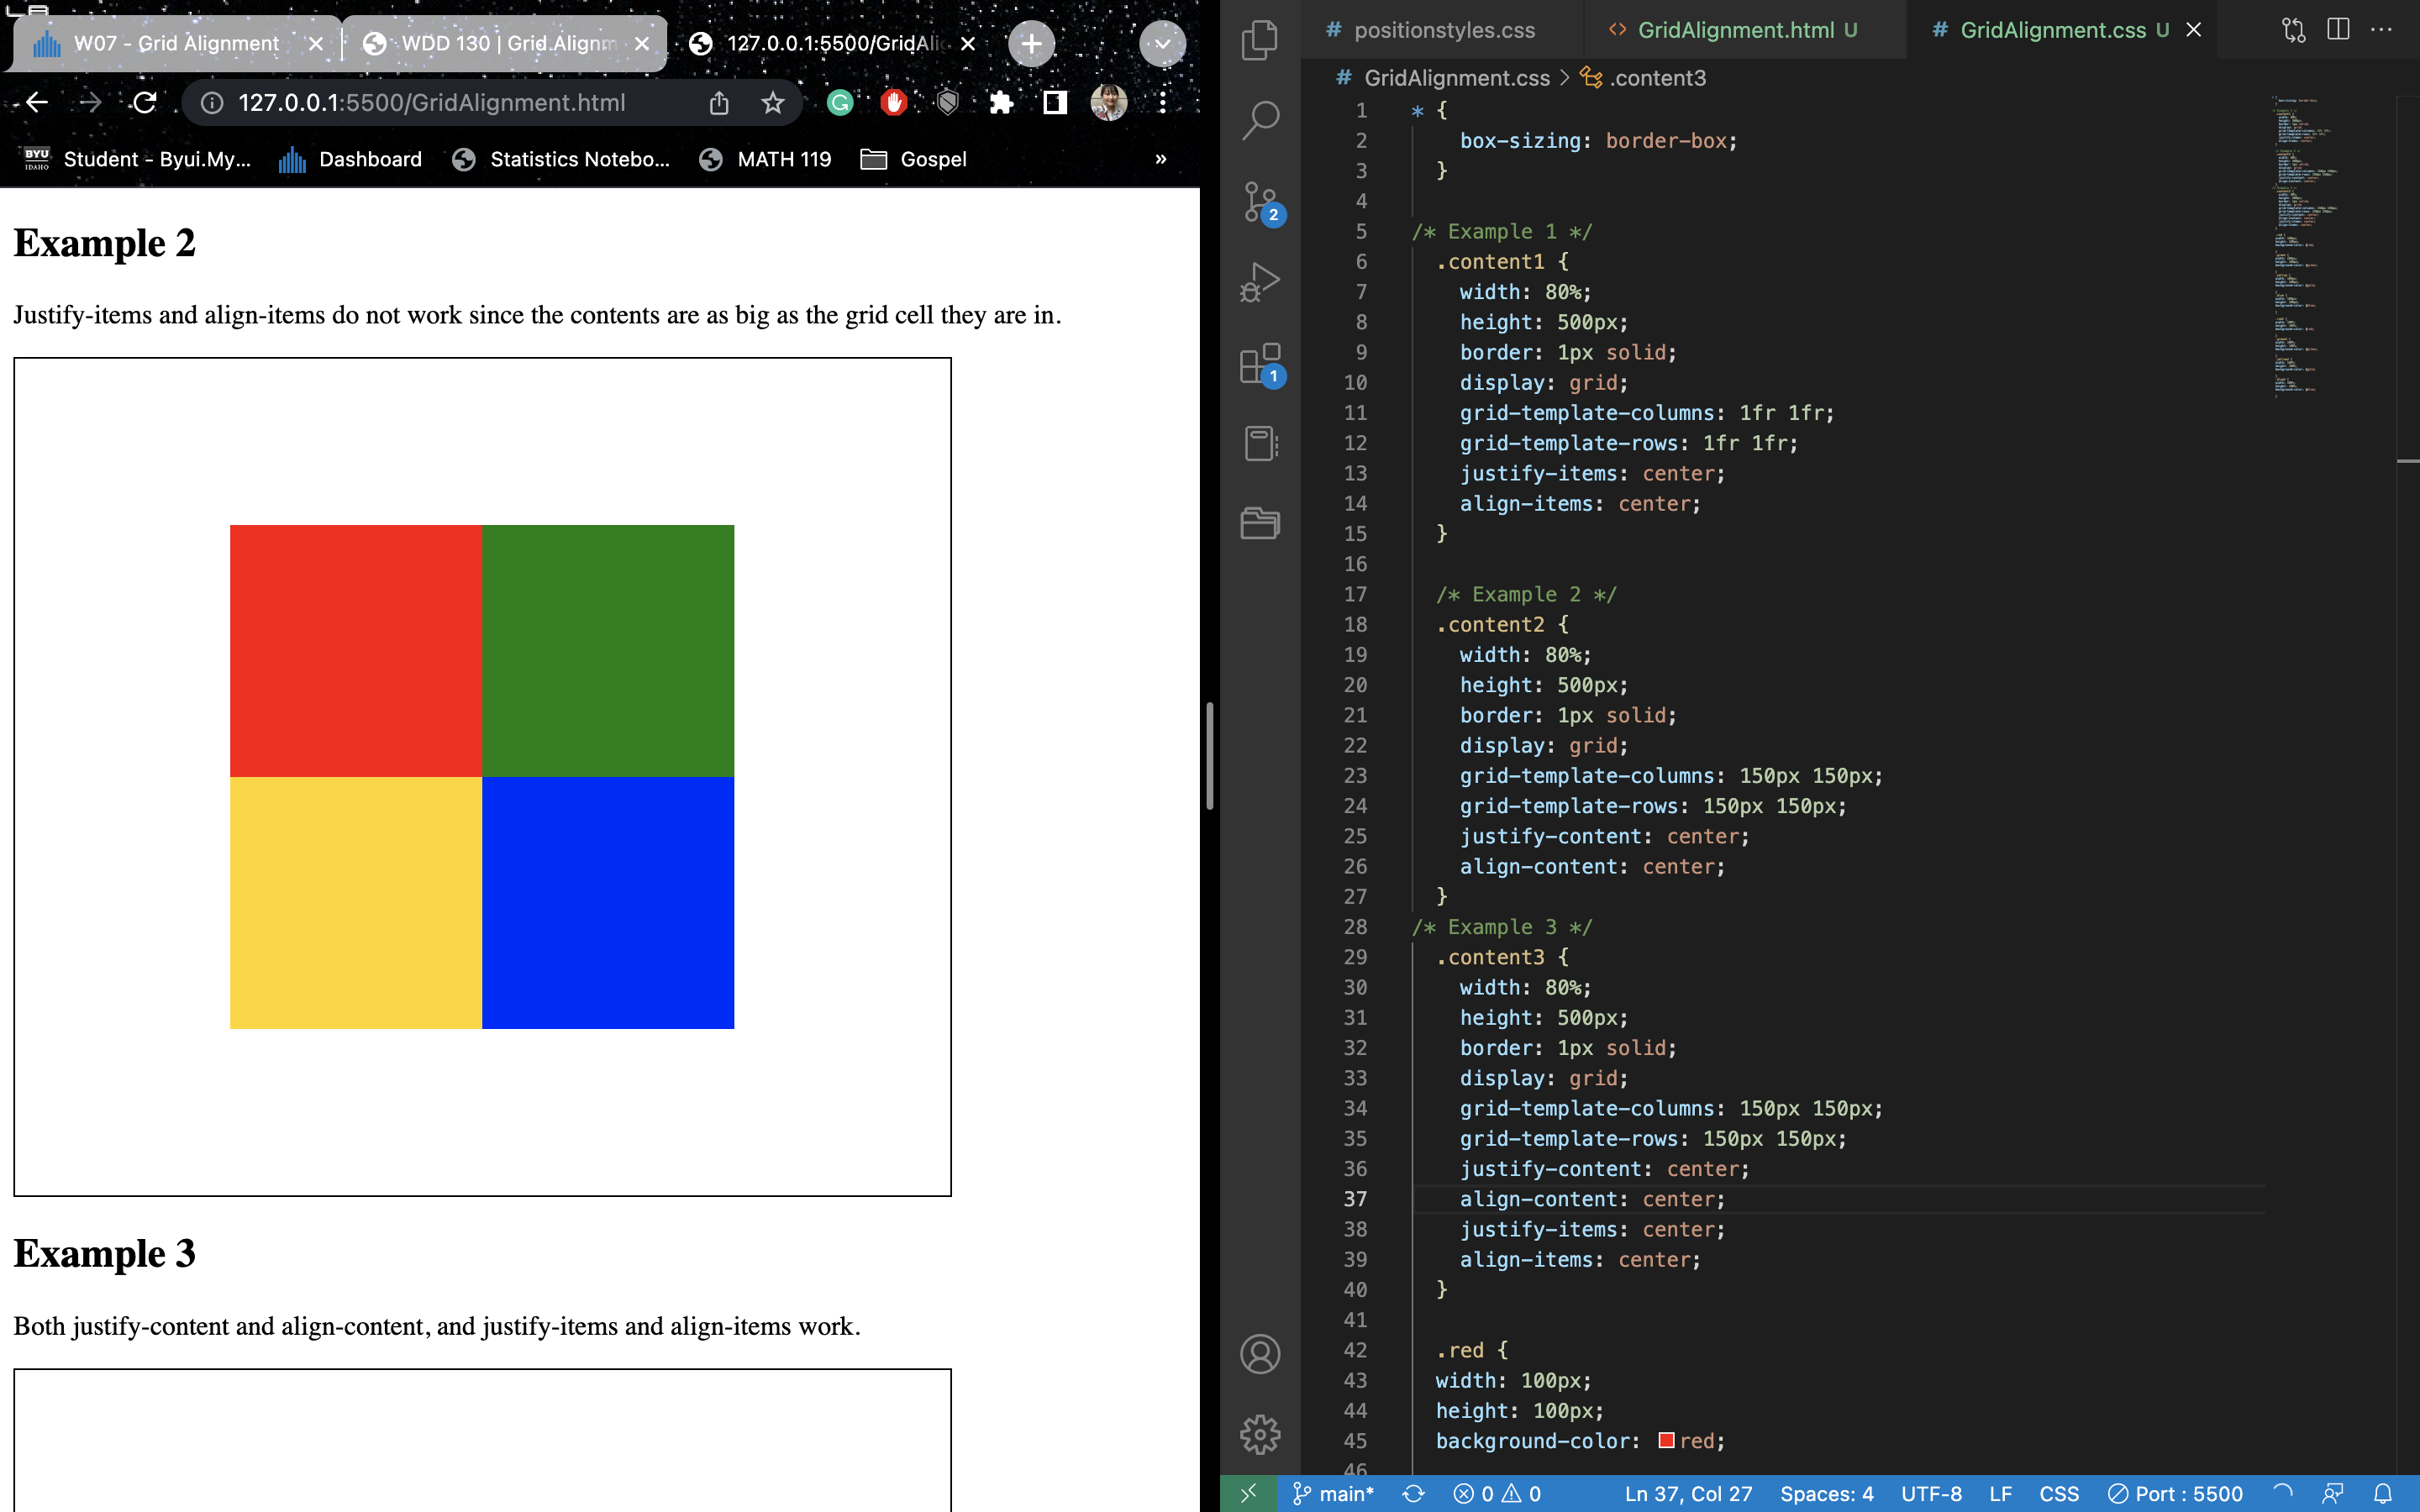 W07 - Grid Alignment
WDD 130 | Grid Alignm
127.0.0.1:5500/GridAli
127.0.0.1:5500/GridAlignment.html
BYU IDAHO Student - Byui.My... Dashboard Statistics Notebo... MATH 119 Gospel »
Example 2
Justify-items and align-items do not work since the contents are as big as the grid cell they are in.
Example 3
Both justify-content and align-content, and justify-items and align-items work.
# positionstyles.css <> GridAlignment.html U # GridAlignment.css U
# GridAlignment.css > .content3
2
1
1 * {
2 box-sizing: border-box;
3 }
4
5 /* Example 1 */
6 .content1 {
7 width: 80%;
8 height: 500px;
9 border: 1px solid;
10 display: grid;
11 grid-template-columns: 1fr 1fr;
12 grid-template-rows: 1fr 1fr;
13 justify-items: center;
14 align-items: center;
15 }
16
17 /* Example 2 */
18 .content2 {
19 width: 80%;
20 height: 500px;
21 border: 1px solid;
22 display: grid;
23 grid-template-columns: 150px 150px;
24 grid-template-rows: 150px 150px;
25 justify-content: center;
26 align-content: center;
27 }
28 /* Example 3 */
29 .content3 {
30 width: 80%;
31 height: 500px;
32 border: 1px solid;
33 display: grid;
34 grid-template-columns: 150px 150px;
35 grid-template-rows: 150px 150px;
36 justify-content: center;
37 align-content: center;
38 justify-items: center;
39 align-items: center;
40 }
41
42 .red {
43 width: 100px;
44 height: 100px;
45 background-color: red;
46
main* 0 0 Ln 37, Col 27 Spaces: 4 UTF-8 LF CSS Port : 5500